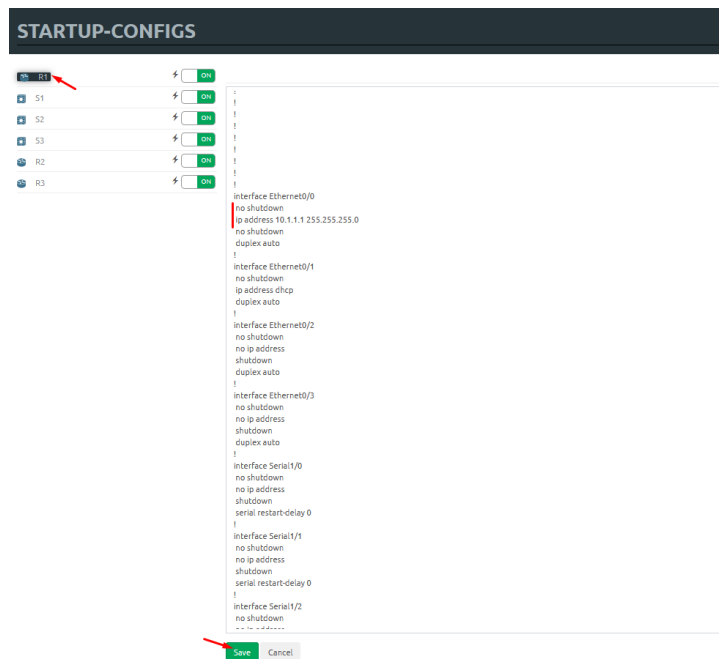 STARTUP-CONFIGS
R1 ON
S1 ON
S2 ON
S3 ON
R2 ON
R3 ON
!
!
!
!
!
!
!
!
interface Ethernet0/0
no shutdown
ip address 10.1.1.1 255.255.255.0
no shutdown
duplex auto
!
interface Ethernet0/1
no shutdown
ip address dhcp
duplex auto
!
interface Ethernet0/2
no shutdown
no ip address
shutdown
duplex auto
!
interface Ethernet0/3
no shutdown
no ip address
shutdown
duplex auto
!
interface Serial1/0
no shutdown
no ip address
shutdown
serial restart-delay 0
!
interface Serial1/1
no shutdown
no ip address
shutdown
serial restart-delay 0
!
interface Serial1/2
no shutdown
Save Cancel